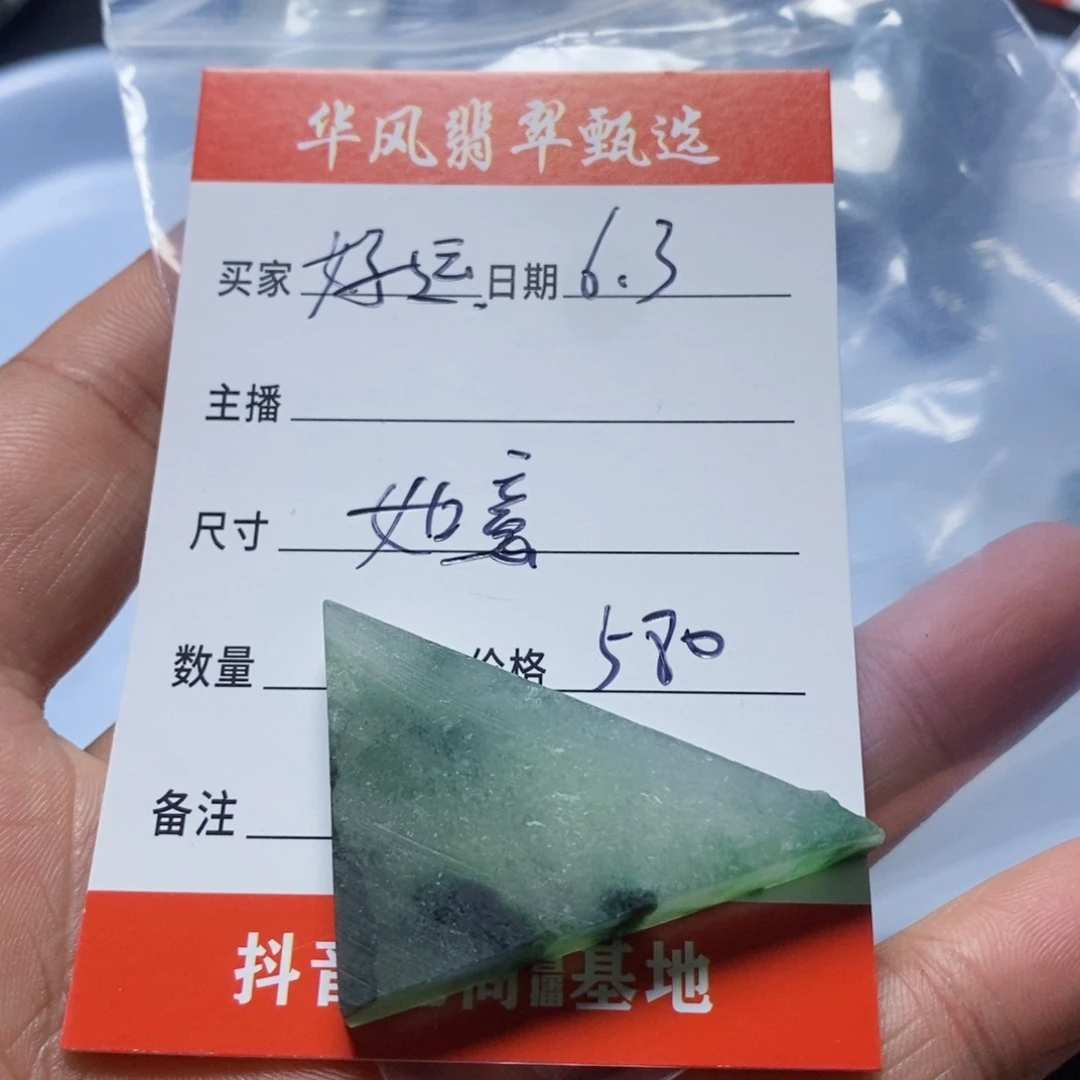 华风翡翠甄选
买家 好运 日期 6.3
主播
尺寸 如意
数量 价格 580
备注
抖音 基地